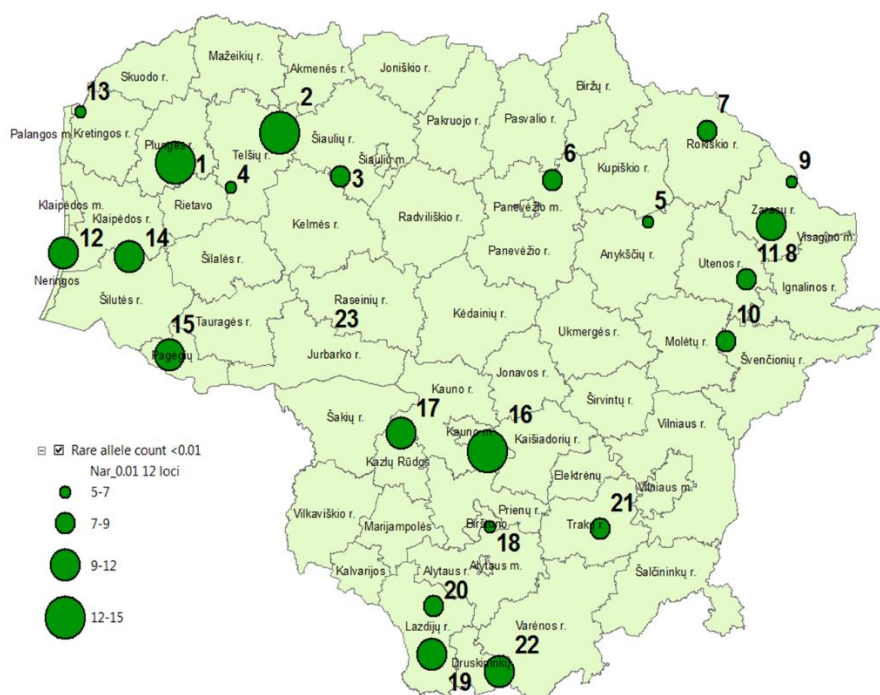 Mažeikių r.
Akmenės r.
Joniškio r.
Skuodo r.
Biržų r.
13
2
7
Palangos m.
Kretingos r.
Plungės r.
1
Telšių r.
Šiaulių r.
Šiaulių m.
Pakruojo r.
Pasvalio r.
Rokiškio r.
6
Kupiškio r.
9
4
3
5
Klaipėdos m.
Klaipėdos r.
Rietavo
Kelmės r.
Radviliškio r.
Panevėžio m.
Panevėžio r.
Anykščių r.
Zarasų r.
Visagino m.
12
14
Neringos
Šilalės r.
Utenos r.
11
8
Ignalinos r.
Šilutės r.
Tauragės r.
Raseinių r.
Kėdainių r.
10
15
23
Ukmergės r.
Molėtų r.
Pagėgių
Jurbarko r.
Jonavos r.
Švenčionių r.
Kauno r.
Širvintų r.
Šakių r.
17
16
Kauno m.
Kaišiadorių r.
Vilniaus r.
Rare allele count <0.01
Nar_0.01 12 loci
5-7
7-9
9-12
12-15
Kazlų Rūdos
Elektrėnų
Vilniaus m.
21
Vilkaviškio r.
Marijampolės
Prienų r.
Birštono
Trakų r.
18
Kalvarijos
Alytaus r.
Alytaus m.
Šalčininkų r.
20
Lazdijų r.
Varėnos r.
22
Druskininkų
19